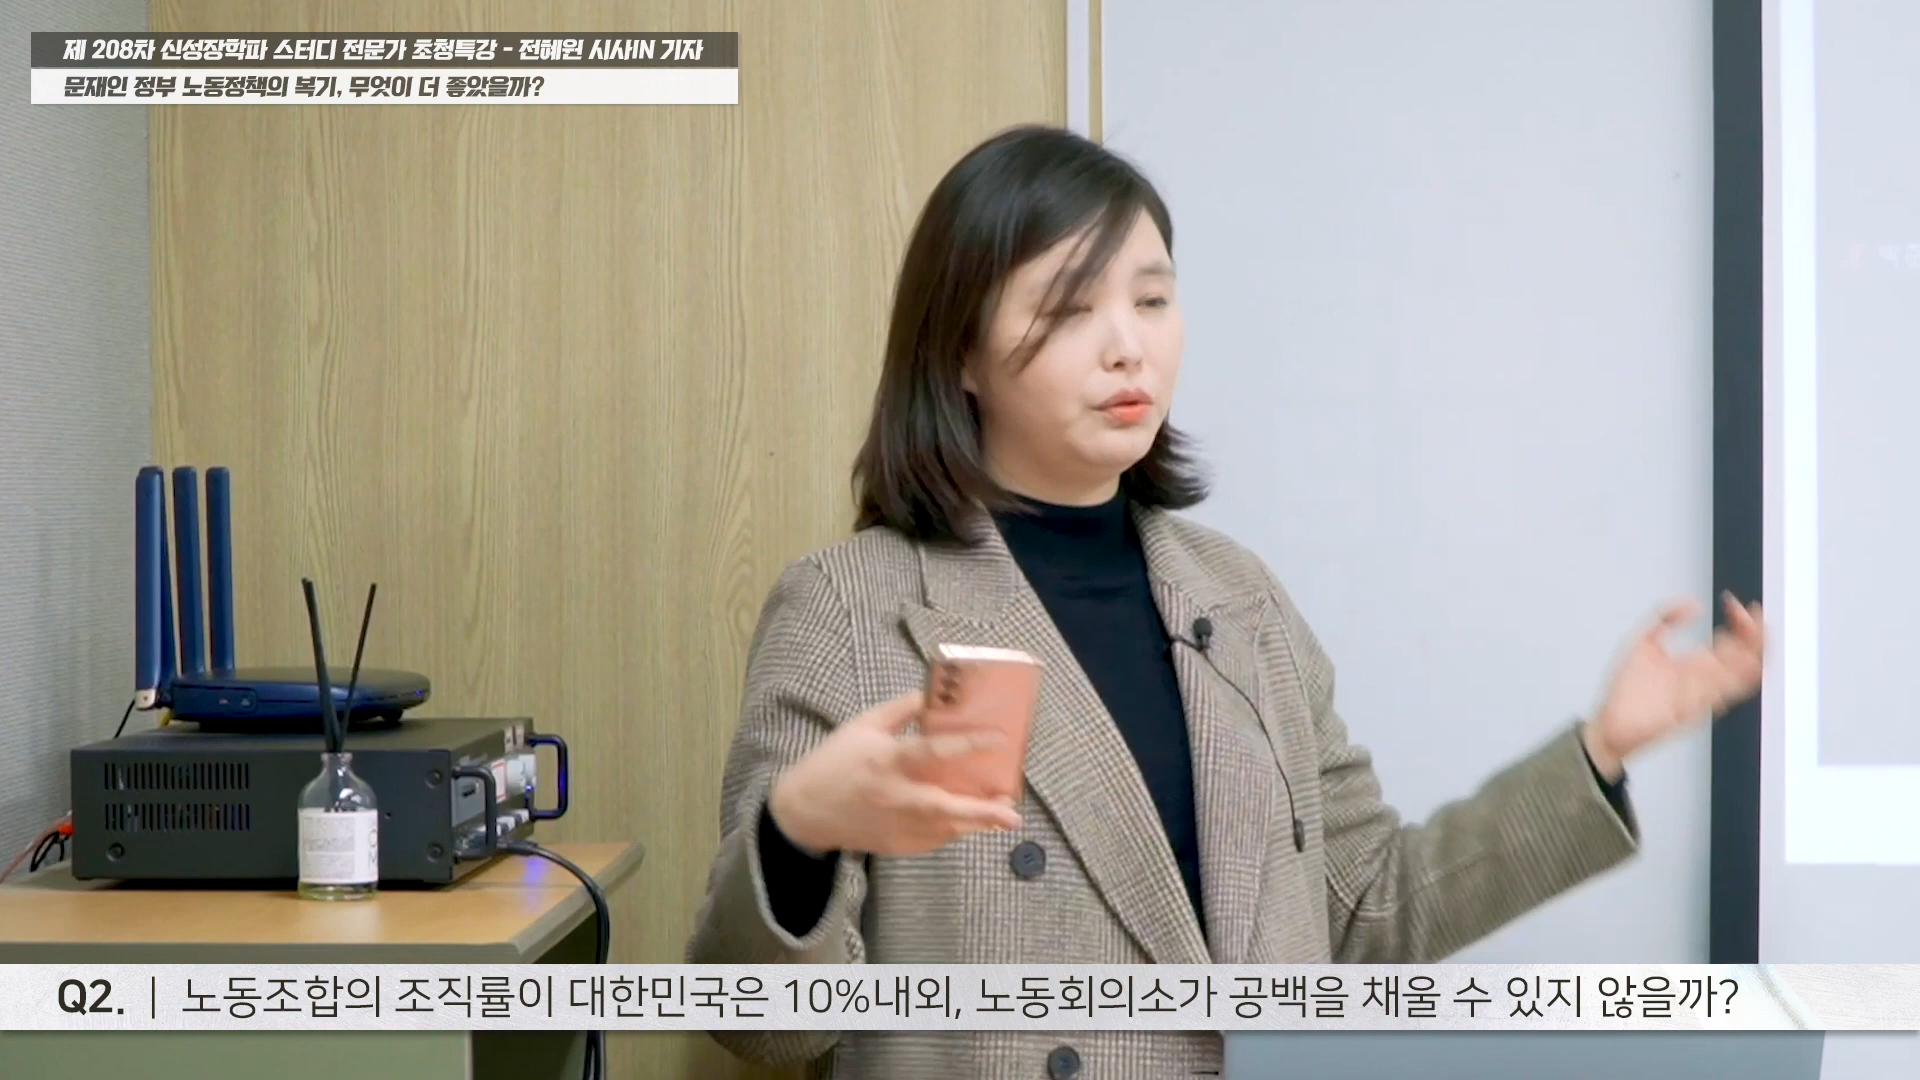 제 208차 신성장학파 스터디 전문가 초청특강 - 전혜원 시사IN 기자
문재인 정부 노동정책의 복기, 무엇이 더 좋았을까?
Q2. | 노동조합의 조직률이 대한민국은 10%내외, 노동회의소가 공백을 채울 수 있지 않을까?